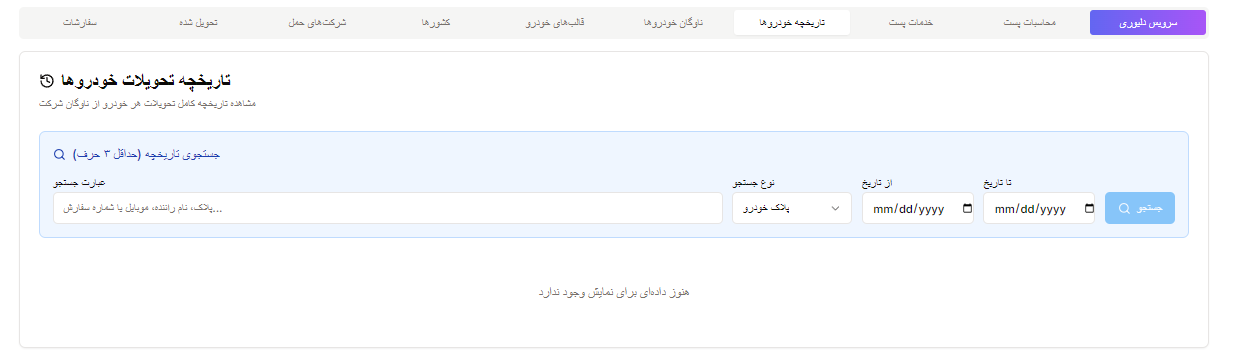 سرویس دلیوری
محاسبات پست
خدمات پست
تاریخچه خودروها
ناوگان خودروها
قالب‌های خودرو
کشورها
شرکت‌های حمل
تحویل شده
سفارشات
تاریخچه تحویلات خودروها
مشاهده تاریخچه کامل تحویلات هر خودرو از ناوگان شرکت
جستجوی تاریخچه (حداقل ۳ حرف)
عبارت جستجو
پلاک، نام راننده، موبایل یا شماره سفارش...
نوع جستجو
پلاک خودرو
از تاریخ
mm/dd/yyyy
تا تاریخ
mm/dd/yyyy
جستجو
هنوز داده‌ای برای نمایش وجود ندارد